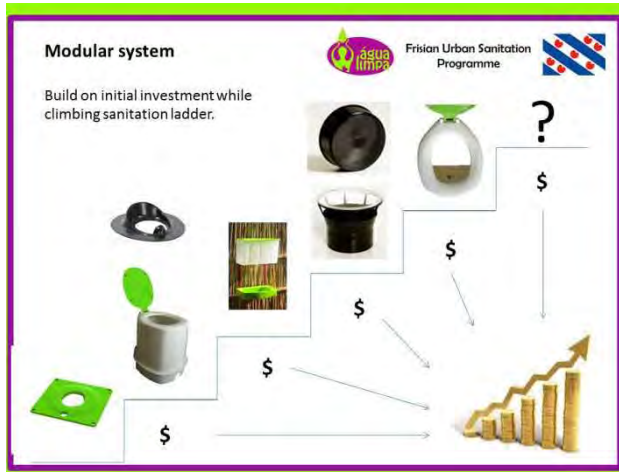 Modular system
água
limpa
Frisian Urban Sanitation
Programme
Build on initial investment while
climbing sanitation ladder.
?
$
$
$
$
$